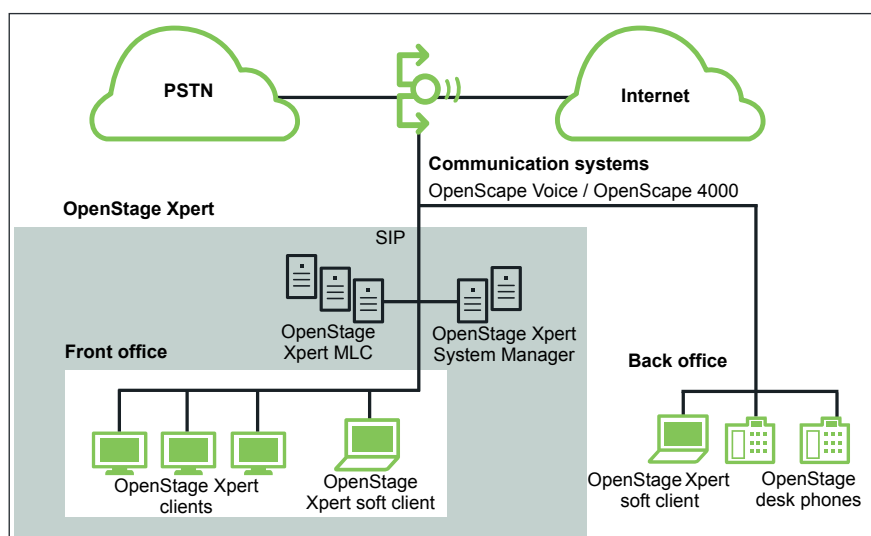 PSTN
Internet
Communication systems
OpenScape Voice / OpenScape 4000
OpenStage Xpert
SIP
OpenStage
Xpert MLC
OpenStage Xpert
System Manager
Front office
Back office
OpenStage Xpert
clients
OpenStage
Xpert soft client
OpenStage Xpert
soft client
OpenStage
desk phones